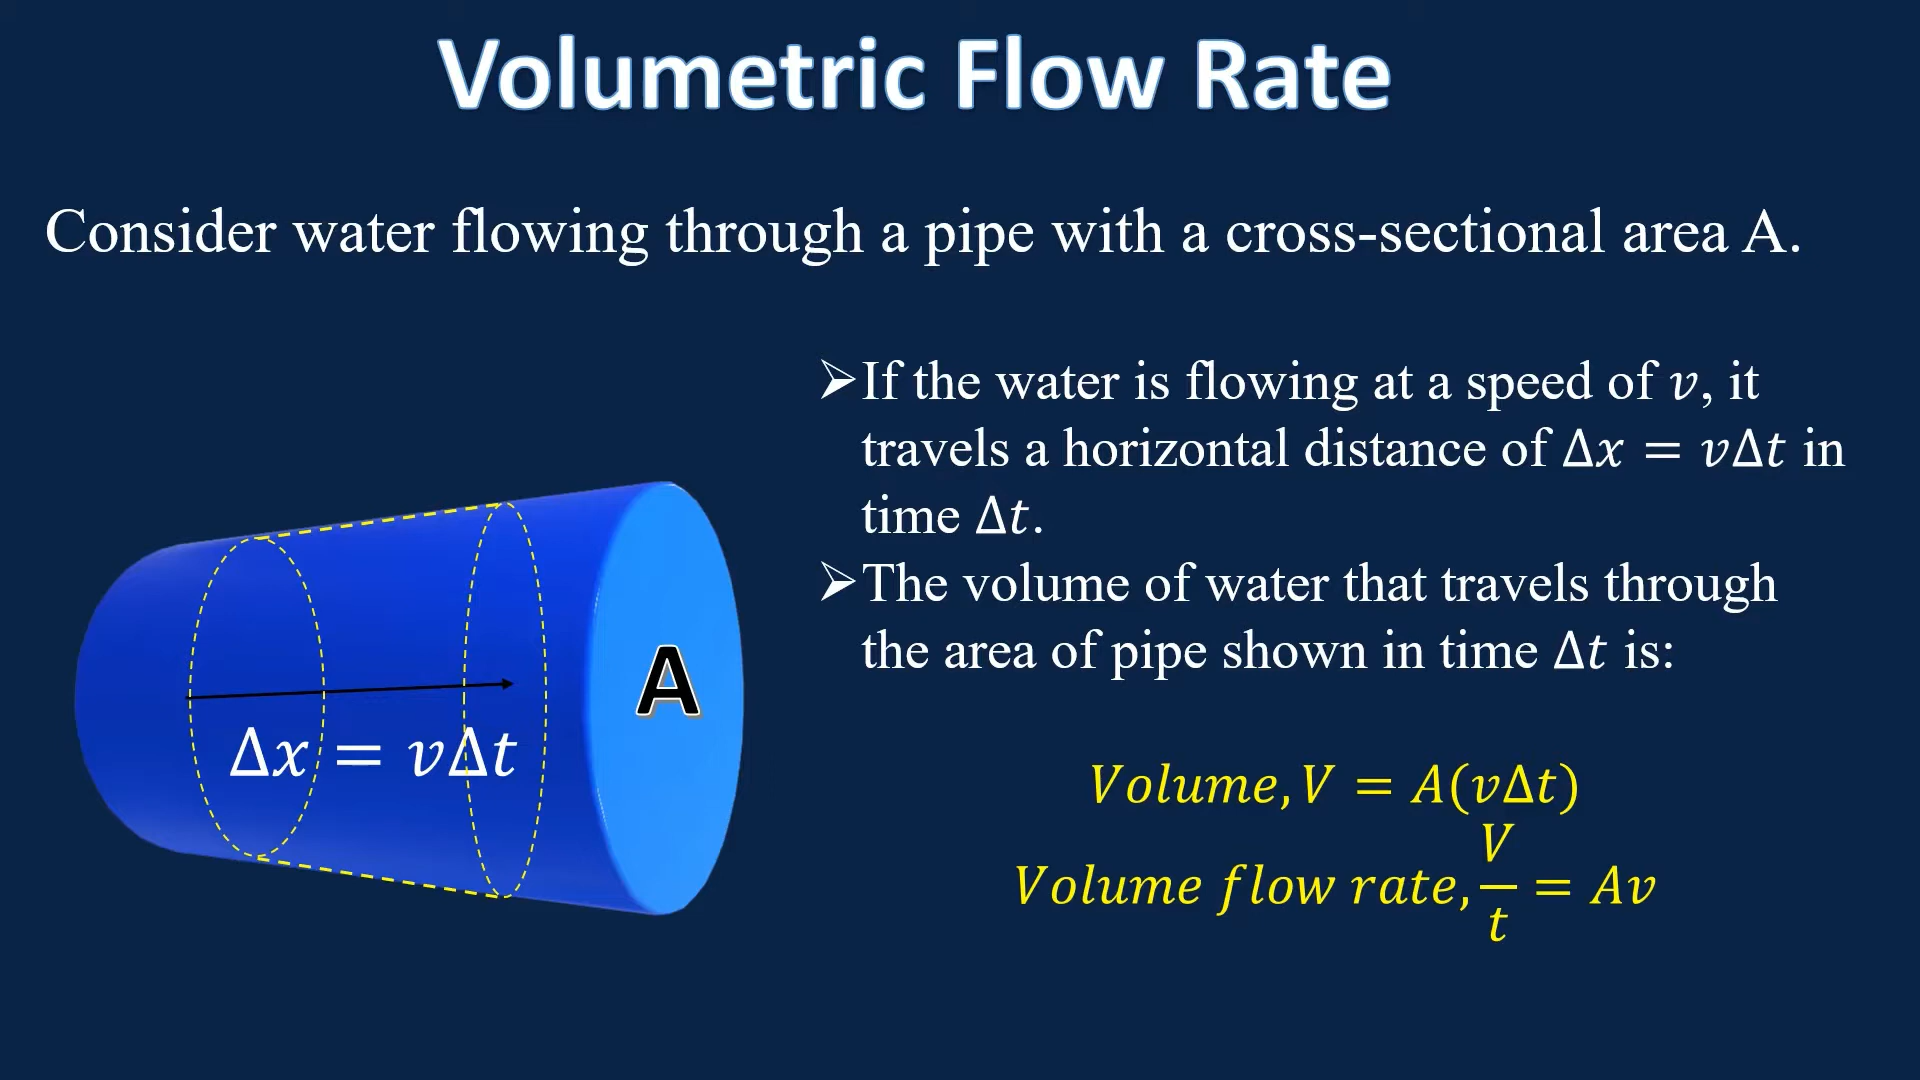 Volumetric Flow Rate
Consider water flowing through a pipe with a cross-sectional area A.
➢If the water is flowing at a speed of 𝑣, it
travels a horizontal distance of Δ𝑥 = 𝑣Δ𝑡 in
time Δ𝑡.
➢The volume of water that travels through
the area of pipe shown in time Δ𝑡 is:
A
Δ𝑥 = 𝑣Δ𝑡
𝑉𝑜𝑙𝑢𝑚𝑒, 𝑉 = 𝐴(𝑣Δ𝑡)
𝑉𝑜𝑙𝑢𝑚𝑒 𝑓𝑙𝑜𝑤 𝑟𝑎𝑡𝑒, 𝑉/𝑡 = 𝐴𝑣